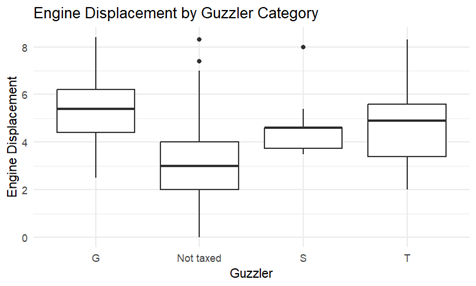 Engine Displacement by Guzzler Category
Engine Displacement
8
6
4
2
0
G
Not taxed
S
T
Guzzler